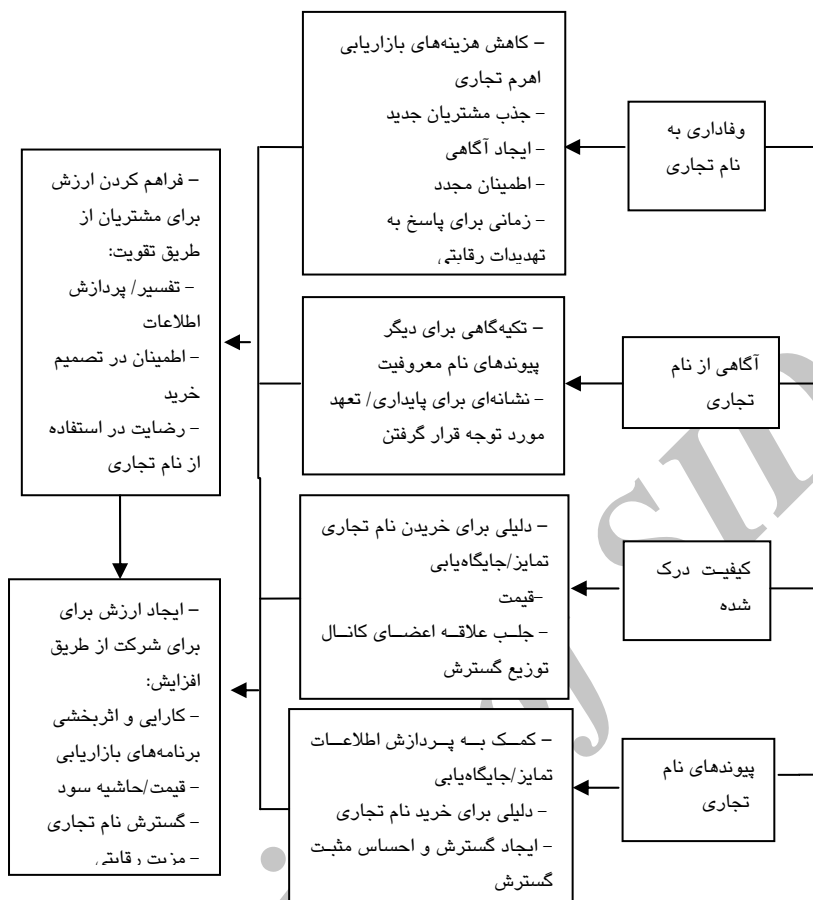 وفاداری به
نام تجاری
– کاهش هزینه‌های بازاریابی
اهرم تجاری
– جذب مشتریان جدید
– ایجاد آگاهی
– اطمینان مجدد
– زمانی برای پاسخ به
تهدیدات رقابتی
آگاهی از نام
تجاری
– تکیه‌گاهی برای دیگر
پیوندهای نام معروفیت
– نشانه‌ای برای پایداری/ تعهد
مورد توجه قرار گرفتن
کیفیت درک
شده
– دلیلی برای خریدن نام تجاری
تمایز/جایگاه‌یابی
–قیمت
– جلب علاقه اعضای کانال
توزیع گسترش
پیوندهای نام
تجاری
– کمک به پردازش اطلاعات
تمایز/جایگاه‌یابی
– دلیلی برای خرید نام تجاری
– ایجاد گسترش و احساس مثبت
گسترش
– فراهم کردن ارزش
برای مشتریان از
طریق تقویت:
– تفسیر/ پردازش
اطلاعات
– اطمینان در تصمیم
خرید
– رضایت در استفاده
از نام تجاری
– ایجاد ارزش برای
برای شرکت از طریق
افزایش:
– کارایی و اثربخشی
برنامه‌های بازاریابی
– قیمت/حاشیه سود
– گسترش نام تجاری
– مزیت رقابتی
SID